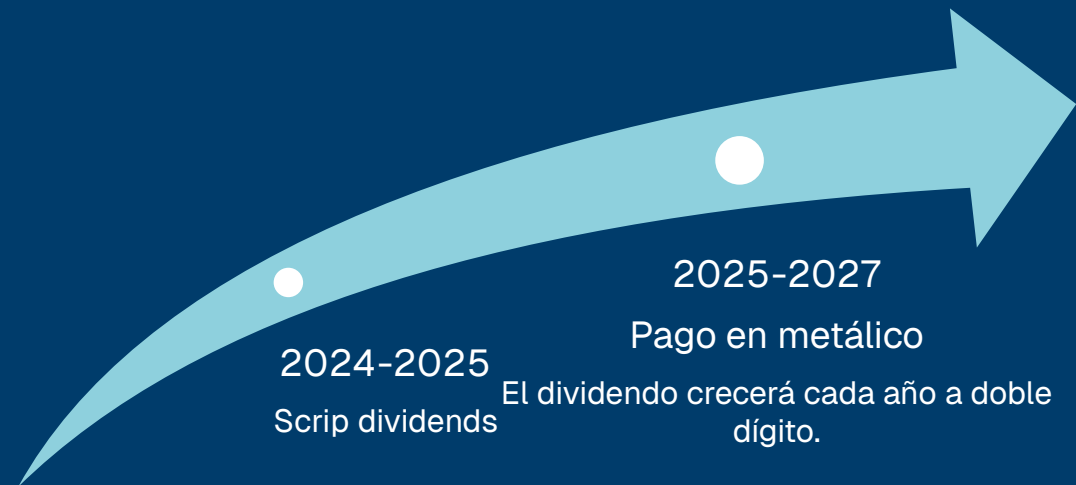 2024-2025
Scrip dividends
2025-2027
Pago en metálico
El dividendo crecerá cada año a doble
dígito.